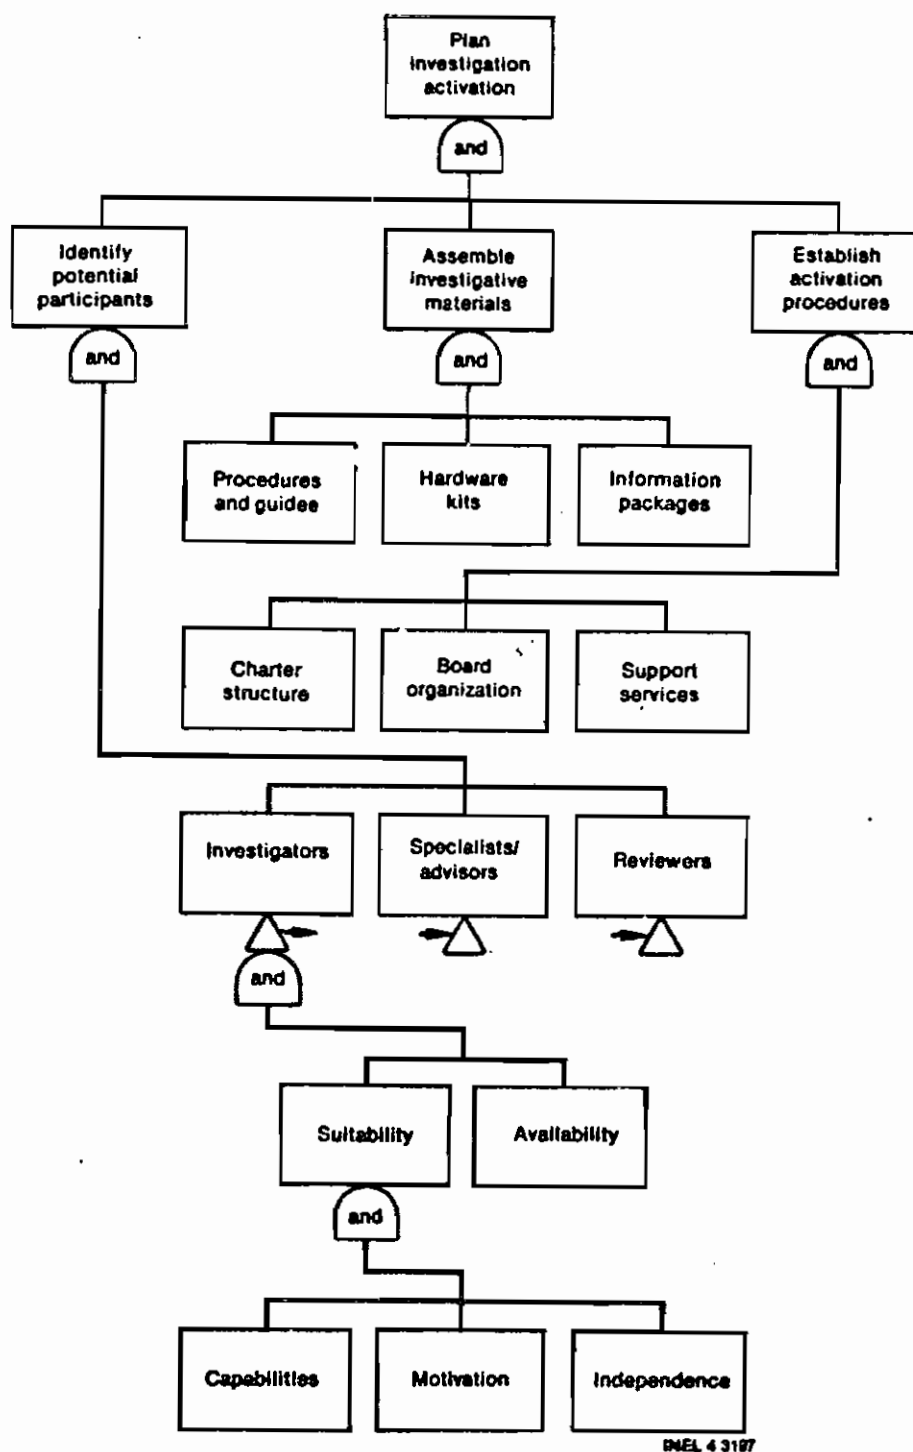 Plan
investigation
activation
and
Identify
potential
participants
Assemble
investigative
materials
Establish
activation
procedures
and
and
and
Procedures
and guidee
Hardware
kits
Information
packages
Charter
structure
Board
organization
Support
services
Investigators
Specialists/
advisors
Reviewers
and
Suitability
Availability
and
Capabilities
Motivation
Independence
INEL 4 3197